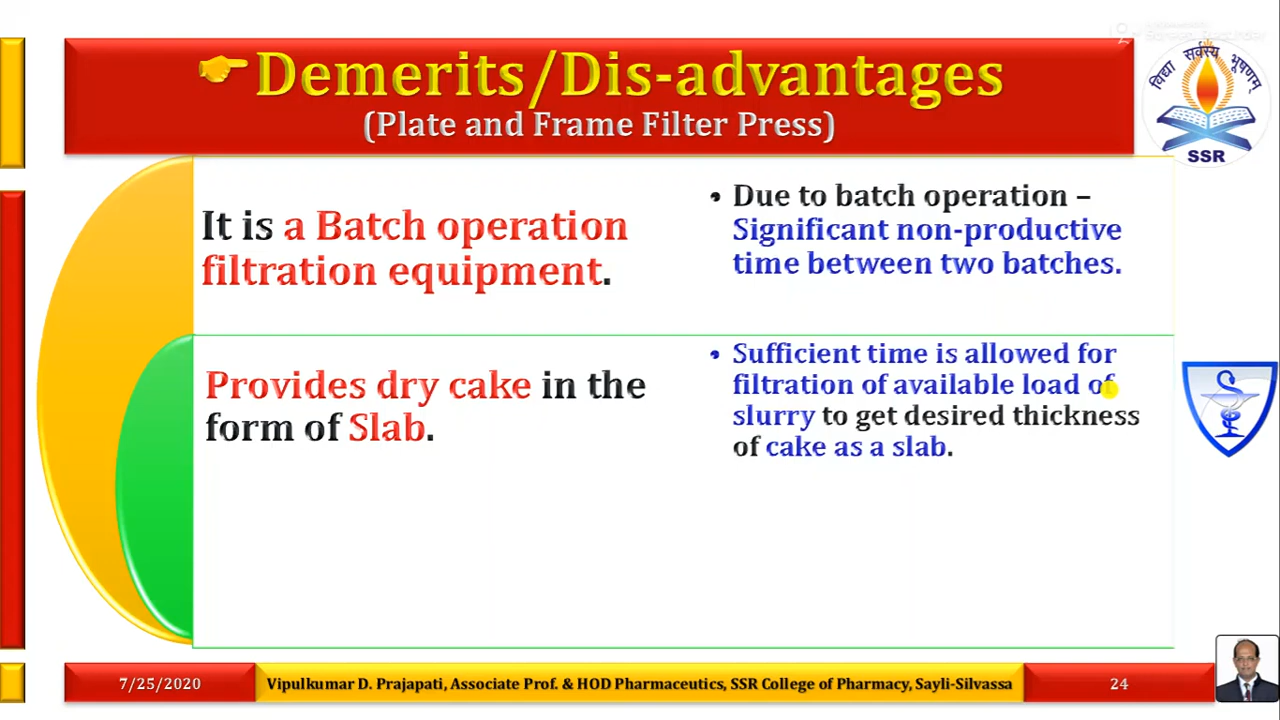 Demerits/Dis-advantages
(Plate and Frame Filter Press)
विद्या सर्वस्य भूषणम्
SSR
It is a Batch operation
filtration equipment.
• Due to batch operation –
Significant non-productive
time between two batches.
Provides dry cake in the
form of Slab.
• Sufficient time is allowed for
filtration of available load of
slurry to get desired thickness
of cake as a slab.
7/25/2020
Vipulkumar D. Prajapati, Associate Prof. & HOD Pharmaceutics, SSR College of Pharmacy, Sayli-Silvassa
24